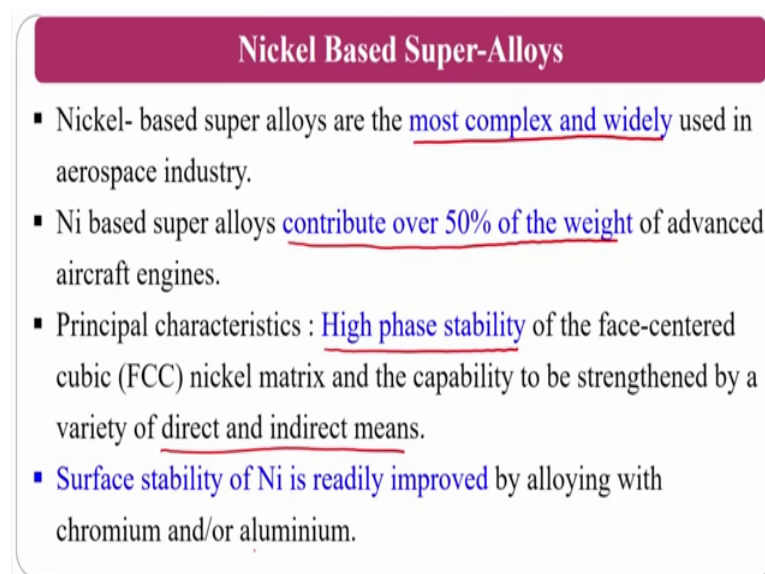 Nickel Based Super-Alloys
▪ Nickel- based super alloys are the most complex and widely used in
aerospace industry.
▪ Ni based super alloys contribute over 50% of the weight of advanced
aircraft engines.
▪ Principal characteristics : High phase stability of the face-centered
cubic (FCC) nickel matrix and the capability to be strengthened by a
variety of direct and indirect means.
▪ Surface stability of Ni is readily improved by alloying with
chromium and/or aluminium.